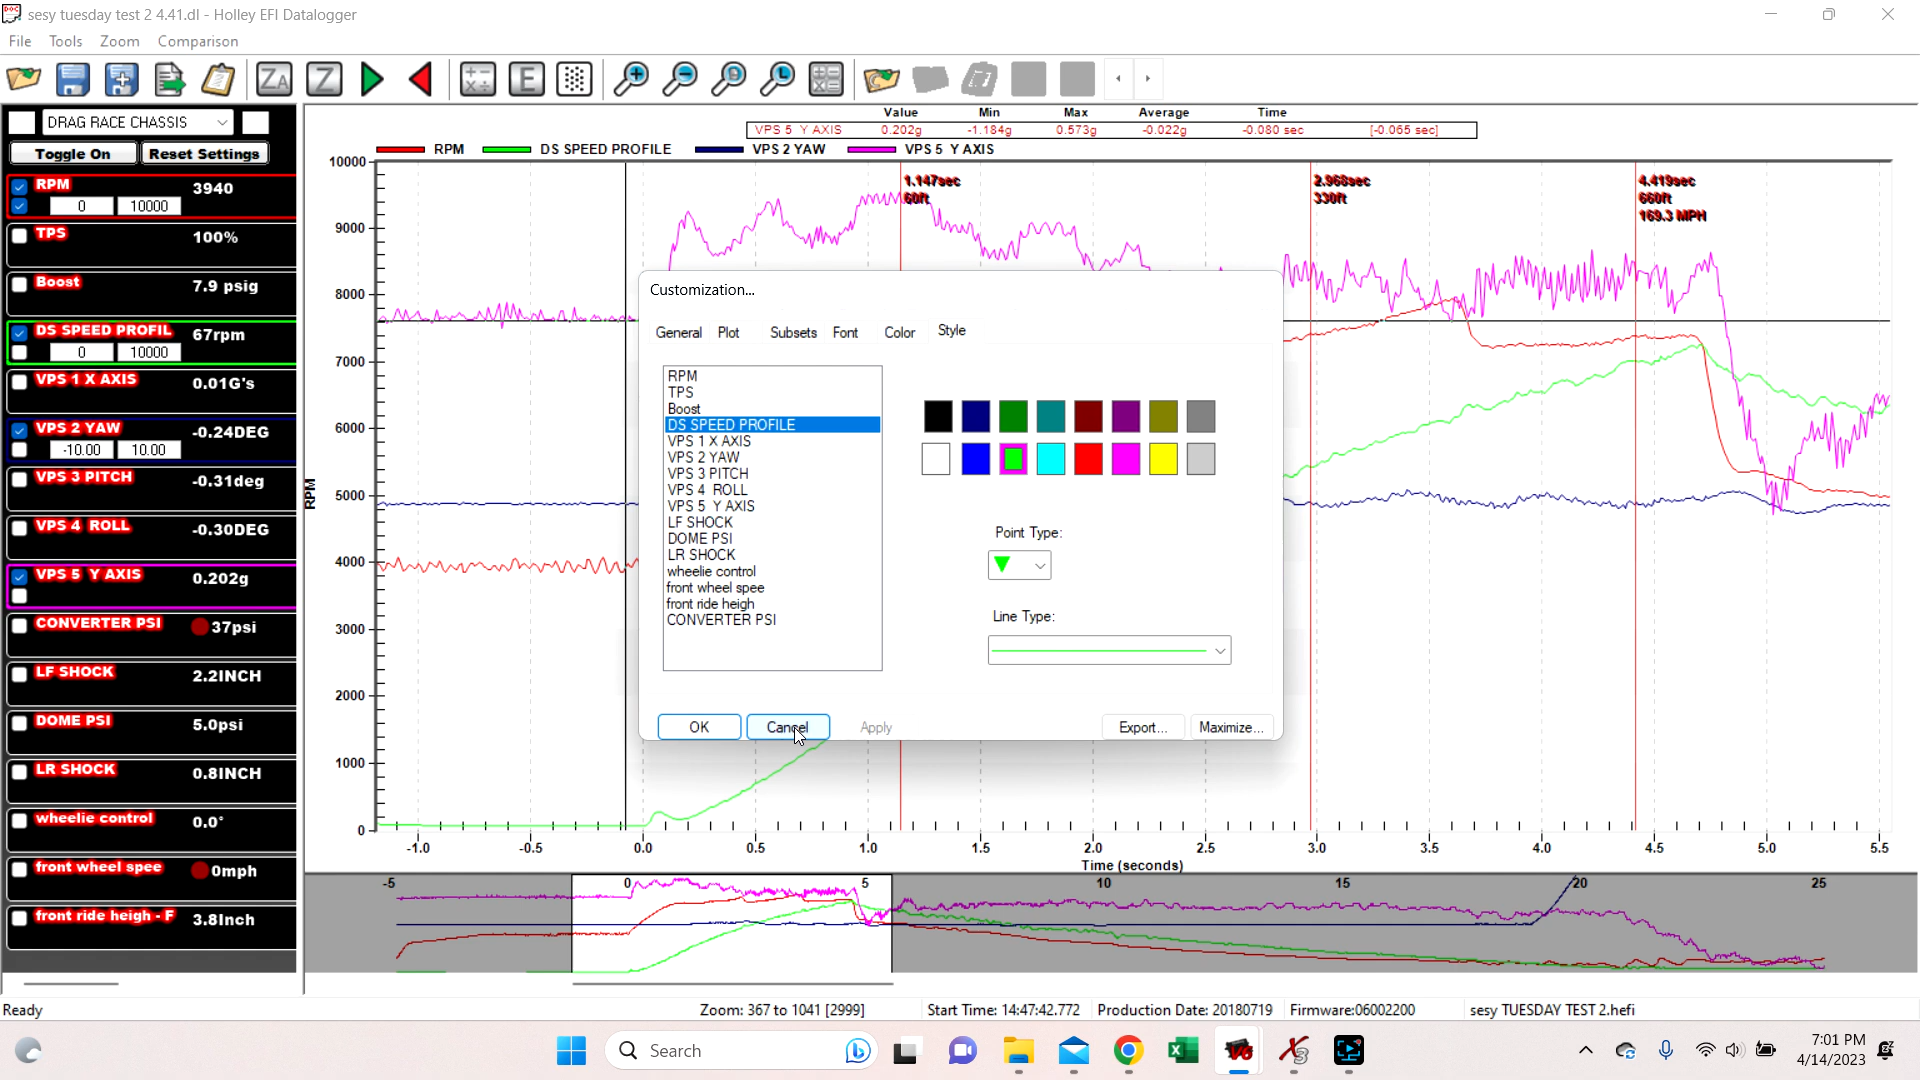 sesy tuesday test 2 4.41.dl - Holley EFI Datalogger
File Tools Zoom Comparison
DRAG RACE CHASSIS
Toggle On Reset Settings
RPM 3940
0 10000
TPS 100%
Boost 7.9 psig
DS SPEED PROFIL 67rpm
0 10000
VPS 1 X AXIS 0.01G's
VPS 2 YAW -0.24DEG
-10.00 10.00
VPS 3 PITCH -0.31deg
VPS 4 ROLL -0.30DEG
VPS 5 Y AXIS 0.202g
CONVERTER PSI 37psi
LF SHOCK 2.2INCH
DOME PSI 5.0psi
LR SHOCK 0.8INCH
wheelie control 0.0°
front wheel spee 0mph
front ride heigh - F 3.8Inch
Value Min Max Average Time
VPS 5 Y AXIS 0.202g -1.184g 0.573g -0.022g -0.080 sec [-0.065 sec]
RPM DS SPEED PROFILE VPS 2 YAW VPS 5 Y AXIS
10000
9000
8000
7000
6000
5000
4000
3000
2000
1000
0
RPM
1.147sec
60ft
2.968sec
330ft
4.419sec
660ft
169.3 MPH
Customization...
General Plot Subsets Font Color Style
RPM
TPS
Boost
DS SPEED PROFILE
VPS 1 X AXIS
VPS 2 YAW
VPS 3 PITCH
VPS 4 ROLL
VPS 5 Y AXIS
LF SHOCK
DOME PSI
LR SHOCK
wheelie control
front wheel spee
front ride heigh
CONVERTER PSI
Point Type:
Line Type:
OK Cancel Apply Export... Maximize...
-1.0 -0.5 0.0 0.5 1.0 1.5 2.0 2.5 3.0 3.5 4.0 4.5 5.0 5.5
Time (seconds)
-5 0 5 10 15 20 25
Ready Zoom: 367 to 1041 [2999] Start Time: 14:47:42.772 Production Date: 20180719 Firmware:06002200 sesy TUESDAY TEST 2.hefi
Search
7:01 PM
4/14/2023